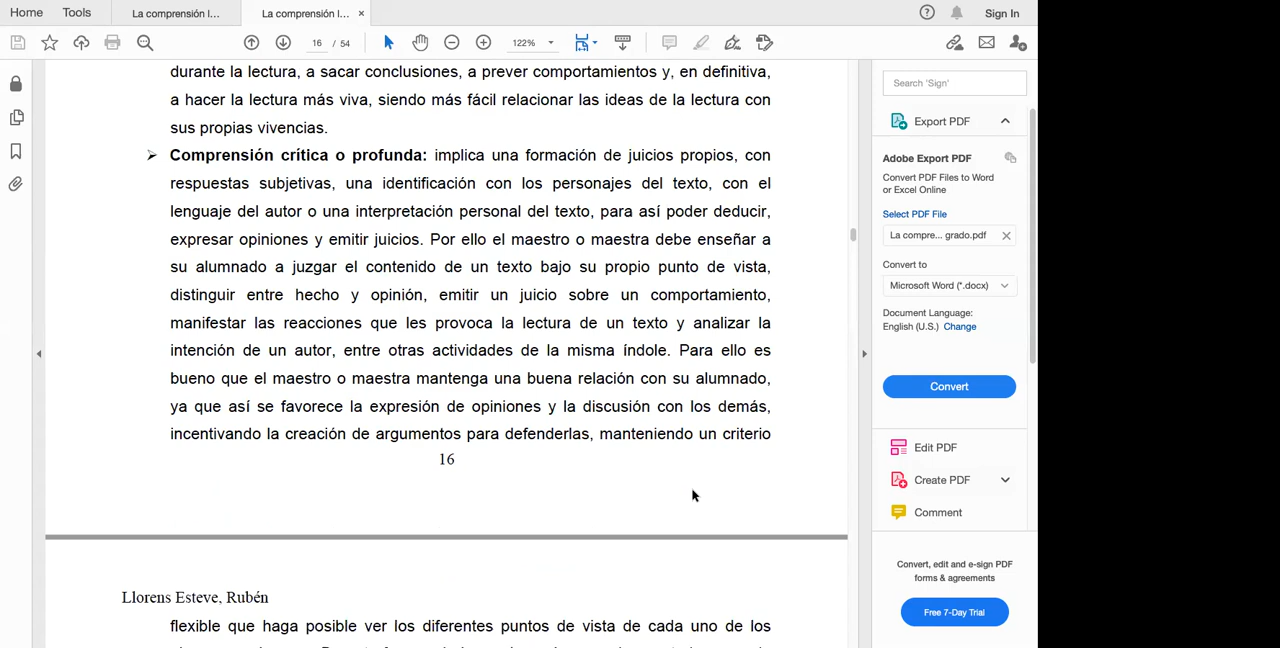 Home Tools La comprensión l... La comprensión l... × Sign In
16 / 54 122%
durante la lectura, a sacar conclusiones, a prever comportamientos y, en definitiva,
a hacer la lectura más viva, siendo más fácil relacionar las ideas de la lectura con
sus propias vivencias.
➢ Comprensión crítica o profunda: implica una formación de juicios propios, con
respuestas subjetivas, una identificación con los personajes del texto, con el
lenguaje del autor o una interpretación personal del texto, para así poder deducir,
expresar opiniones y emitir juicios. Por ello el maestro o maestra debe enseñar a
su alumnado a juzgar el contenido de un texto bajo su propio punto de vista,
distinguir entre hecho y opinión, emitir un juicio sobre un comportamiento,
manifestar las reacciones que les provoca la lectura de un texto y analizar la
intención de un autor, entre otras actividades de la misma índole. Para ello es
bueno que el maestro o maestra mantenga una buena relación con su alumnado,
ya que así se favorece la expresión de opiniones y la discusión con los demás,
incentivando la creación de argumentos para defenderlas, manteniendo un criterio
16
Llorens Esteve, Rubén
flexible que haga posible ver los diferentes puntos de vista de cada uno de los
Search 'Sign'
Export PDF
Adobe Export PDF
Convert PDF Files to Word
or Excel Online
Select PDF File
La compre... grado.pdf
Convert to
Microsoft Word (*.docx)
Document Language:
English (U.S.) Change
Convert
Edit PDF
Create PDF
Comment
Convert, edit and e-sign PDF
forms & agreements
Free 7-Day Trial